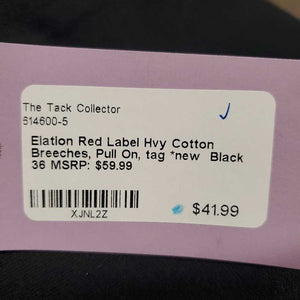 The Tack Collector
614600-5
Elation Red Label Hvy Cotton
Breeches, Pull On, tag *new Black
36 MSRP: $59.99
XJNL2Z
$41.99